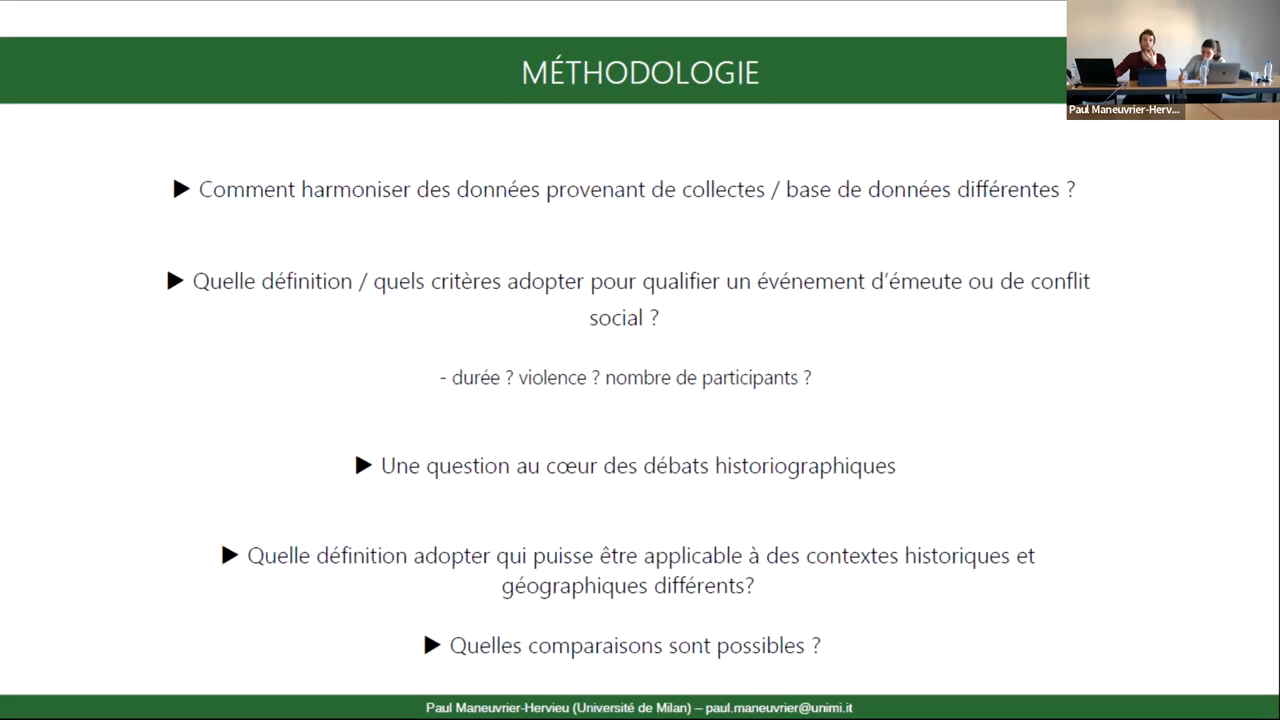 MÉTHODOLOGIE
Paul Maneuvrier-Herv...
▶ Comment harmoniser des données provenant de collectes / base de données différentes ?
▶ Quelle définition / quels critères adopter pour qualifier un événement d’émeute ou de conflit
social ?
- durée ? violence ? nombre de participants ?
▶ Une question au cœur des débats historiographiques
▶ Quelle définition adopter qui puisse être applicable à des contextes historiques et
géographiques différents?
▶ Quelles comparaisons sont possibles ?
Paul Maneuvrier-Hervieu (Université de Milan) – paul.maneuvrier@unimi.it